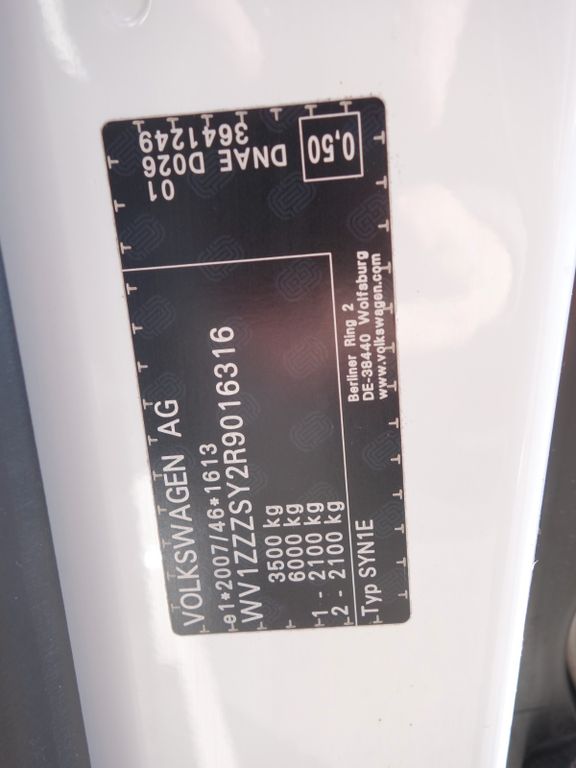 VOLKSWAGEN AG
e1*2007/46*1613
WV1ZZZSY2R9016316
3500 kg
6000 kg
1 - 2100 kg
2 - 2100 kg
Typ SYN1E
01
DNAE D026
3641249
0,50
Berliner Ring 2
DE-38440 Wolfsburg
www.volkswagen.com